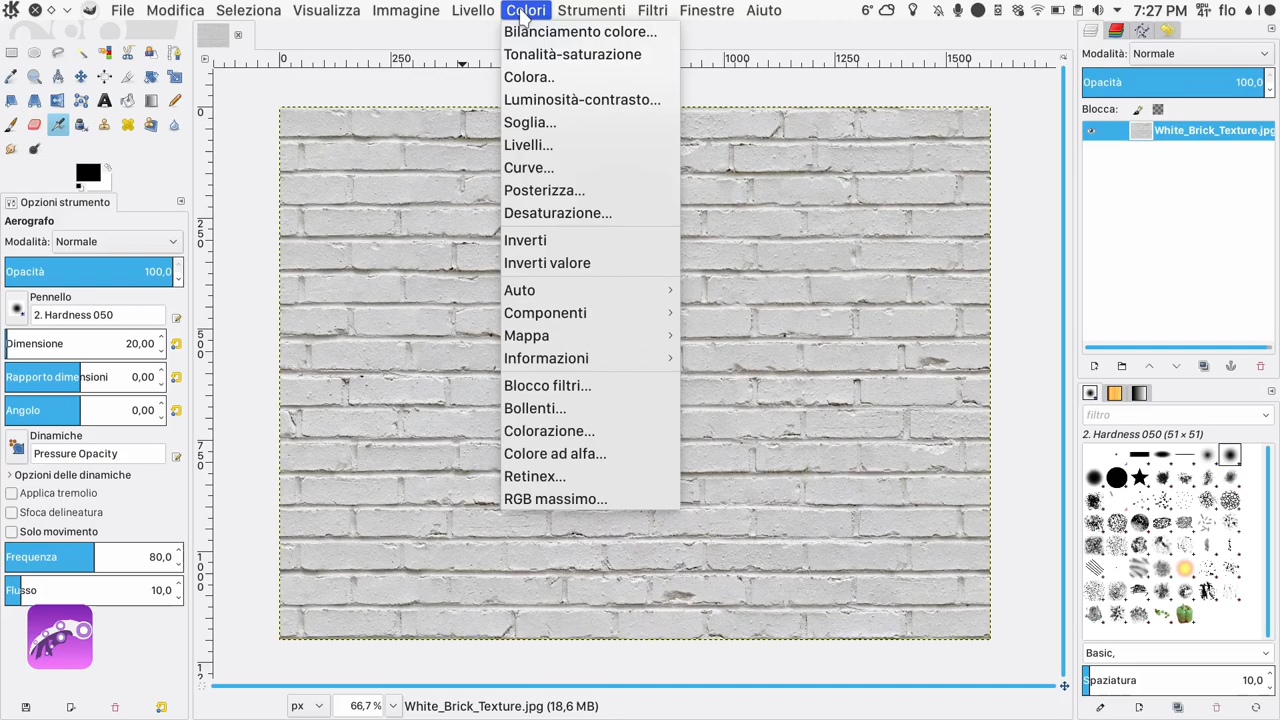 File
Modifica
Seleziona
Visualizza
Immagine
Livello
Colori
Strumenti
Filtri
Finestre
Aiuto
6°
7:27 PM
flo
Bilanciamento colore...
Tonalità-saturazione
Colora..
Luminosità-contrasto...
Soglia...
Livelli...
Curve...
Posterizza...
Desaturazione...
Inverti
Inverti valore
Auto
Componenti
Mappa
Informazioni
Blocco filtri...
Bollenti...
Colorazione...
Colore ad alfa...
Retinex...
RGB massimo...
0
250
1000
1250
1500
Opzioni strumento
Aerografo
Modalità: Normale
Opacità 100,0
Pennello
2. Hardness 050
Dimensione 20,00
Rapporto dimensioni 0,00
Angolo 0,00
Dinamiche
Pressure Opacity
Opzioni delle dinamiche
Applica tremolio
Sfoca delineatura
Solo movimento
Frequenza 80,0
Flusso 10,0
px
66,7%
White_Brick_Texture.jpg (18,6 MB)
Modalità: Normale
Opacità 100,0
Blocca:
White_Brick_Texture.jpg
filtro
2. Hardness 050 (51 × 51)
Basic,
Spaziatura 10,0